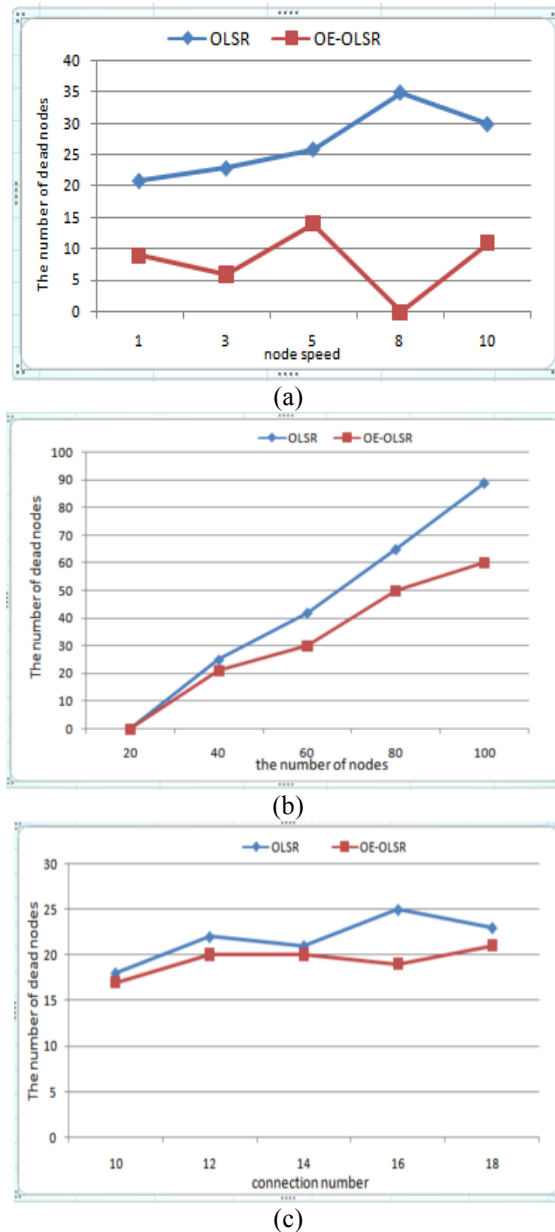 OLSR OE-OLSR
The number of dead nodes
40
35
30
25
20
15
10
5
0
1 3 5 8 10
node speed
(a)
OLSR OE-OLSR
The number of dead nodes
100
90
80
70
60
50
40
30
20
10
0
20 40 60 80 100
the number of nodes
(b)
OLSR OE-OLSR
The number of dead nodes
30
25
20
15
10
5
0
10 12 14 16 18
connection number
(c)